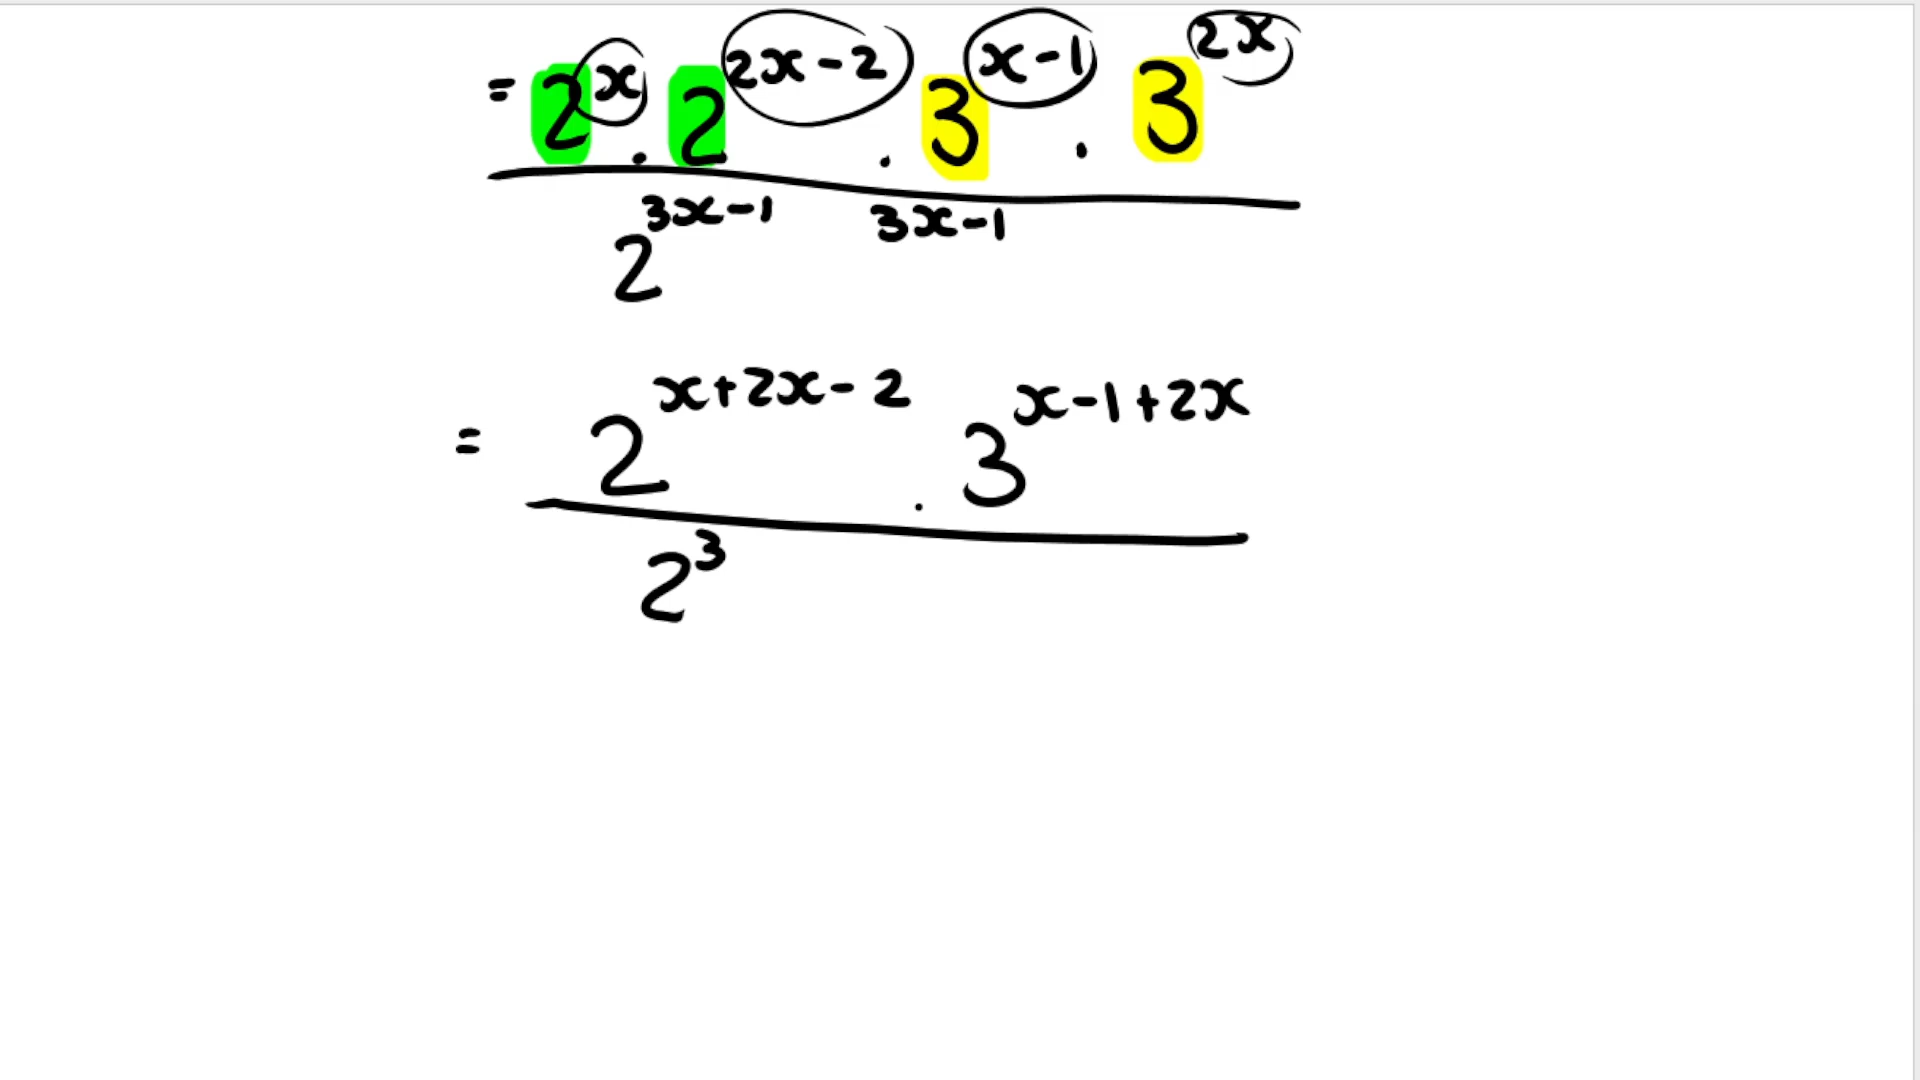 = 2^x . 2^{2x-2} . 3^{x-1} . 3^{2x}
2^{3x-1} ^{3x-1}
= 2^{x+2x-2} . 3^{x-1+2x}
2^3